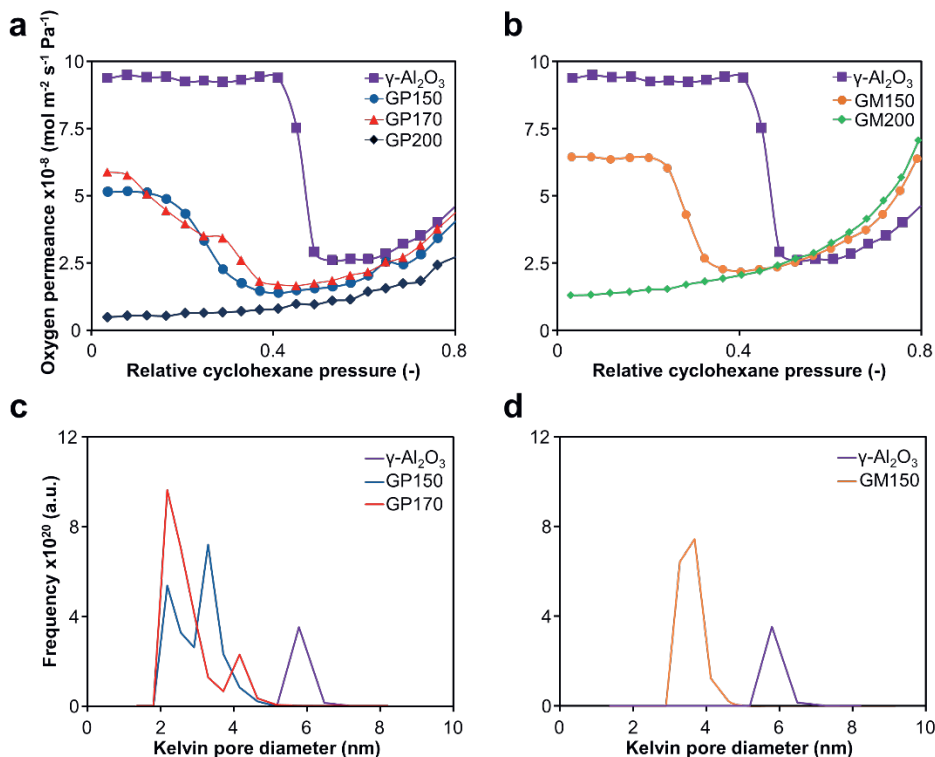 a
Oxygen permeance x10⁻⁸ (mol m⁻² s⁻¹ Pa⁻¹)
10
7.5
5
2.5
0
γ-Al₂O₃
GP150
GP170
GP200
0
0.4
0.8
Relative cyclohexane pressure (-)
b
10
7.5
5
2.5
0
γ-Al₂O₃
GM150
GM200
0
0.4
0.8
Relative cyclohexane pressure (-)
c
Frequency x10²⁰ (a.u.)
12
8
4
0
γ-Al₂O₃
GP150
GP170
0 2 4 6 8 10
Kelvin pore diameter (nm)
d
12
8
4
0
γ-Al₂O₃
GM150
0 2 4 6 8 10
Kelvin pore diameter (nm)